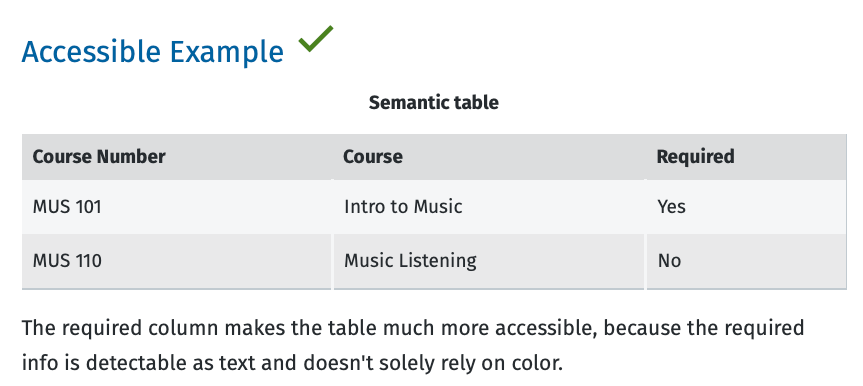 Accessible Example
Semantic table
Course Number Course Required
MUS 101 Intro to Music Yes
MUS 110 Music Listening No
The required column makes the table much more accessible, because the required
info is detectable as text and doesn't solely rely on color.